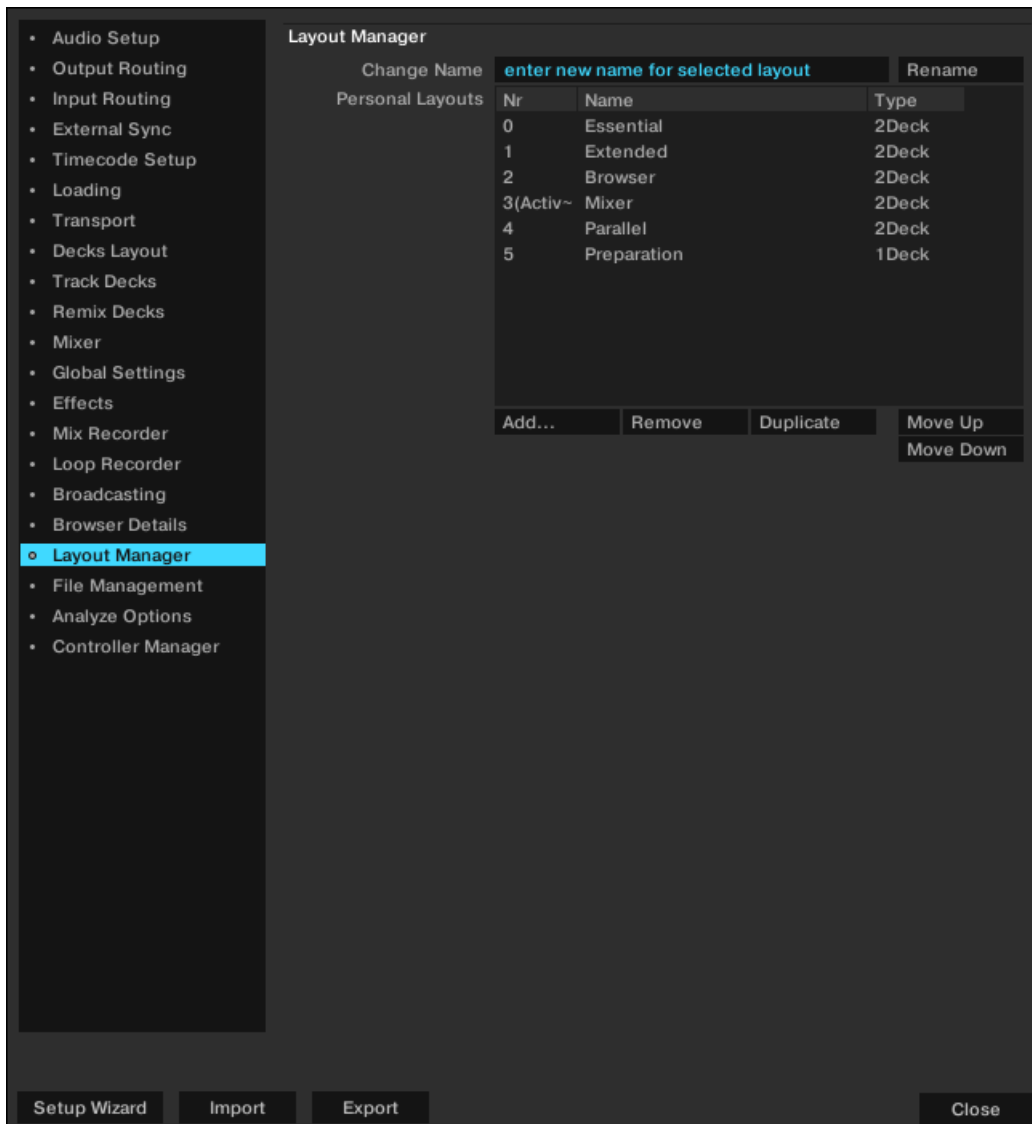 Audio Setup
Output Routing
Input Routing
External Sync
Timecode Setup
Loading
Transport
Decks Layout
Track Decks
Remix Decks
Mixer
Global Settings
Effects
Mix Recorder
Loop Recorder
Broadcasting
Browser Details
Layout Manager
File Management
Analyze Options
Controller Manager
Layout Manager
Change Name enter new name for selected layout Rename
Personal Layouts Nr Name Type
0 Essential 2Deck
1 Extended 2Deck
2 Browser 2Deck
3(Activ~ Mixer 2Deck
4 Parallel 2Deck
5 Preparation 1Deck
Add... Remove Duplicate Move Up
Move Down
Setup Wizard Import Export Close